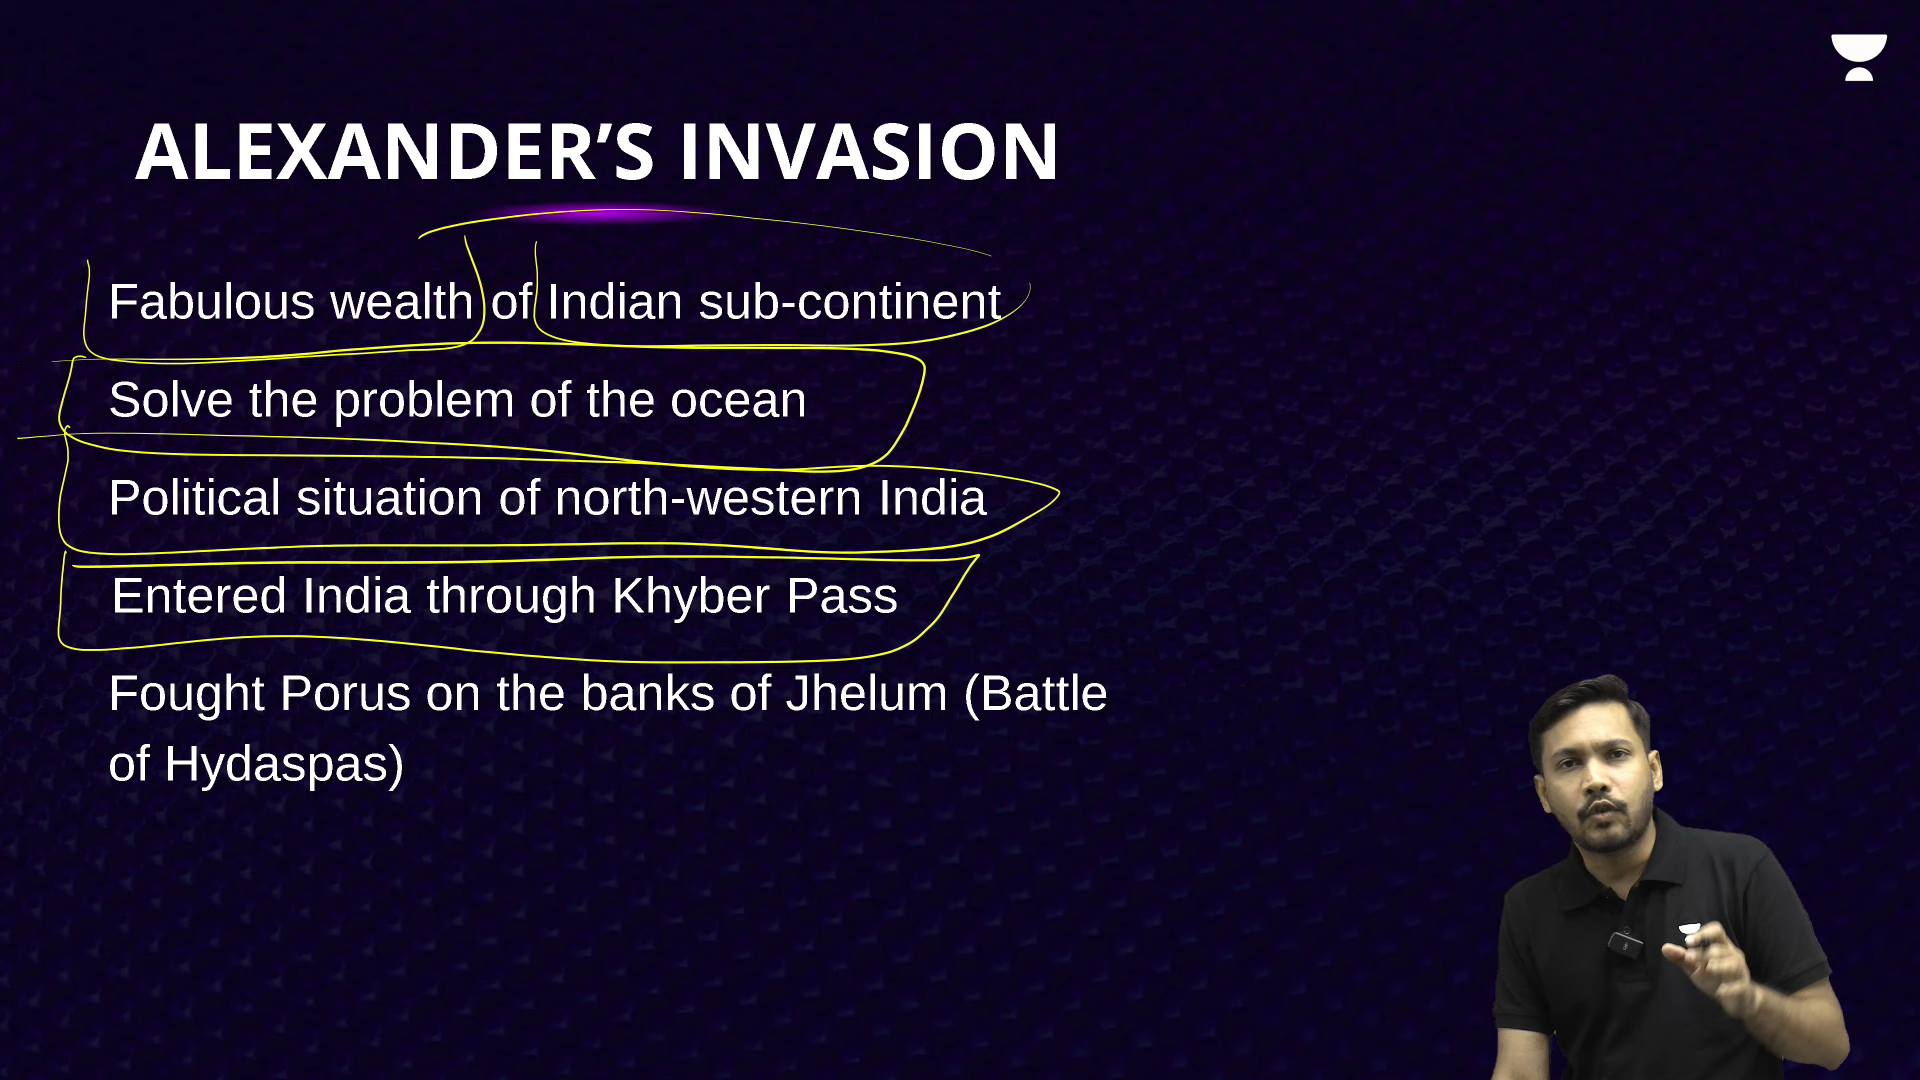 ALEXANDER’S INVASION
Fabulous wealth of Indian sub-continent
Solve the problem of the ocean
Political situation of north-western India
Entered India through Khyber Pass
Fought Porus on the banks of Jhelum (Battle
of Hydaspas)